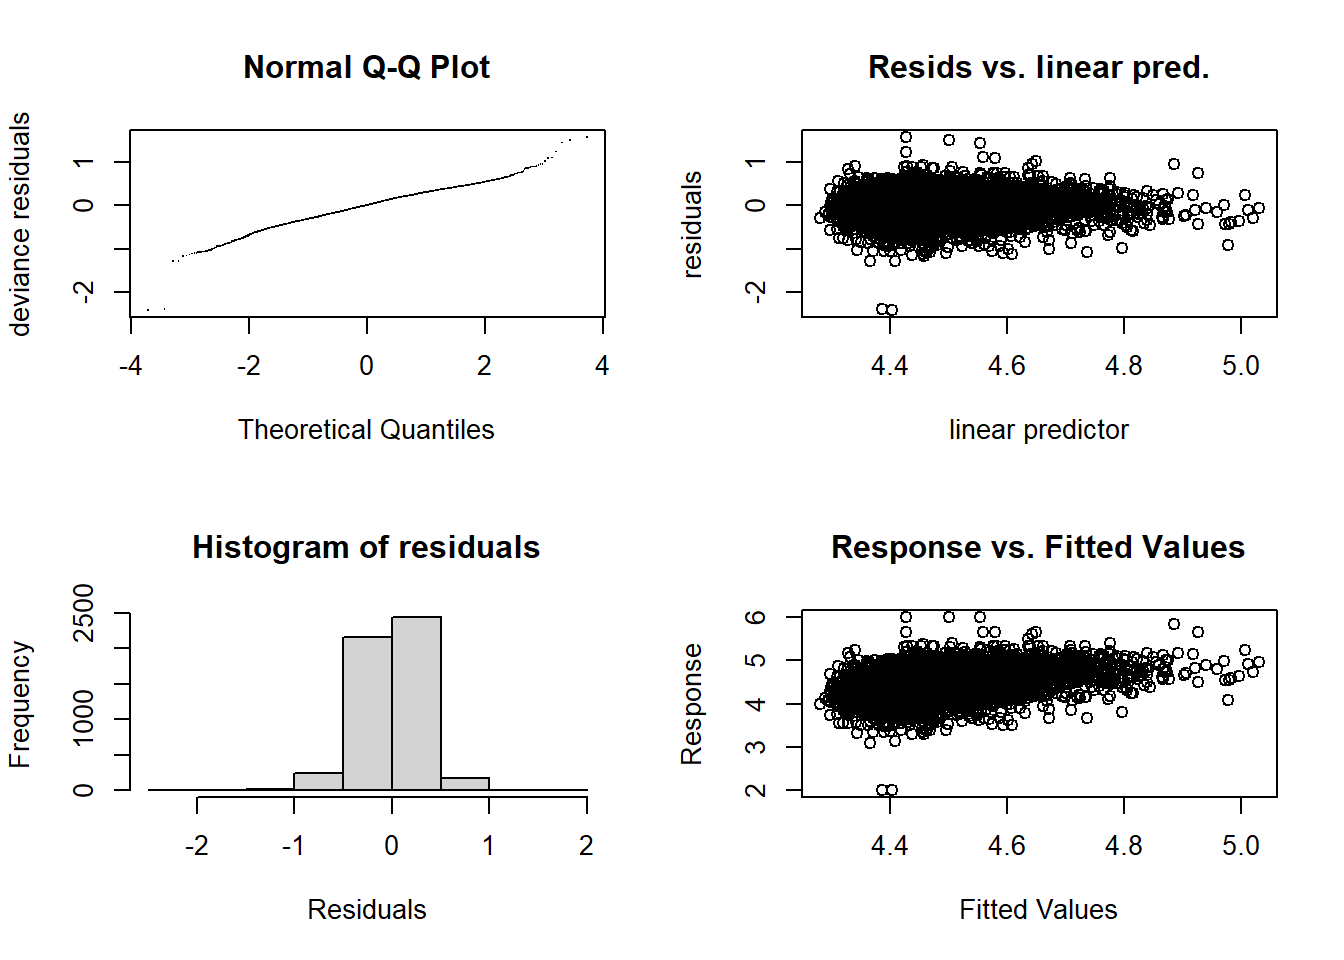 Normal Q-Q Plot
deviance residuals
1
0
-2
-4
-2
0
2
4
Theoretical Quantiles
Resids vs. linear pred.
residuals
1
0
-2
4.4
4.6
4.8
5.0
linear predictor
Histogram of residuals
Frequency
2500
1000
0
-2
-1
0
1
2
Residuals
Response vs. Fitted Values
Response
6
5
4
3
2
4.4
4.6
4.8
5.0
Fitted Values